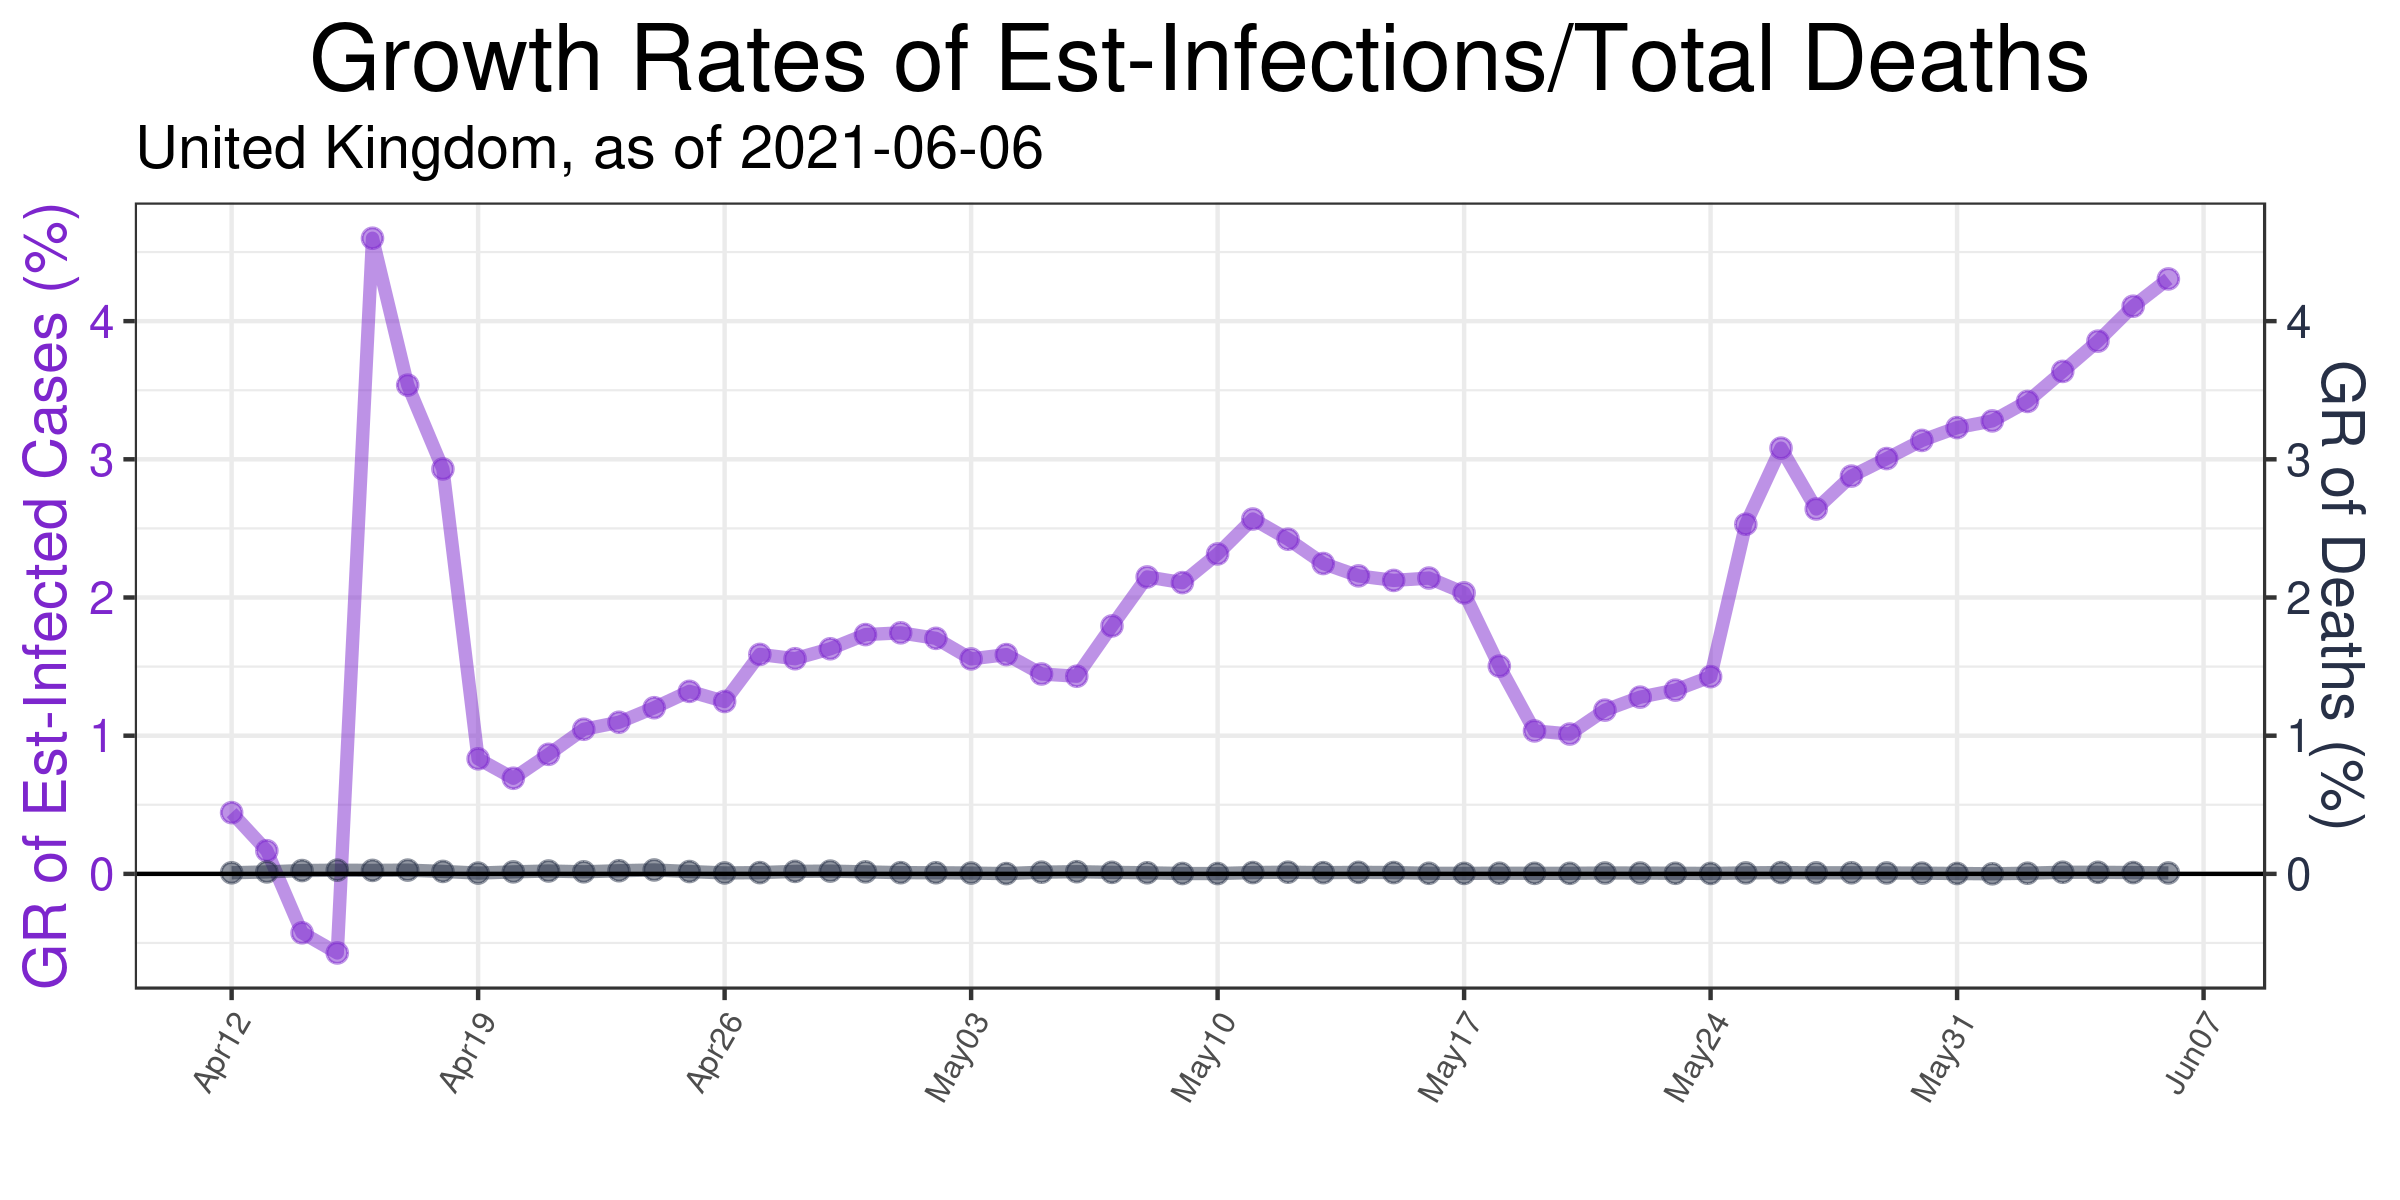 Growth Rates of Est-Infections/Total Deaths
United Kingdom, as of 2021-06-06
GR of Est-Infected Cases (%)
4
3
2
1
0
4
3
2
1
0
GR of Deaths (%)
Apr12
Apr19
Apr26
May03
May10
May17
May24
May31
Jun07